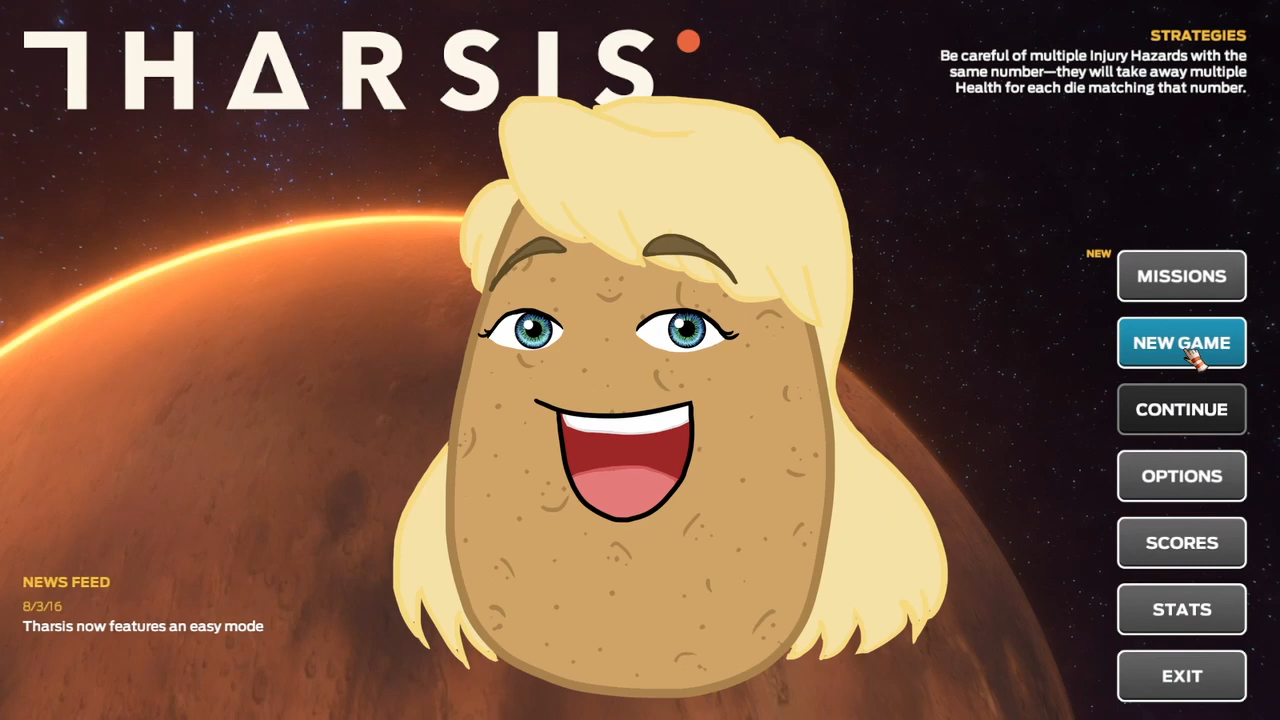 THARSIS
STRATEGIES
Be careful of multiple Injury Hazards with the
same number—they will take away multiple
Health for each die matching that number.
NEW
MISSIONS
NEW GAME
CONTINUE
OPTIONS
SCORES
STATS
EXIT
NEWS FEED
8/3/16
Tharsis now features an easy mode